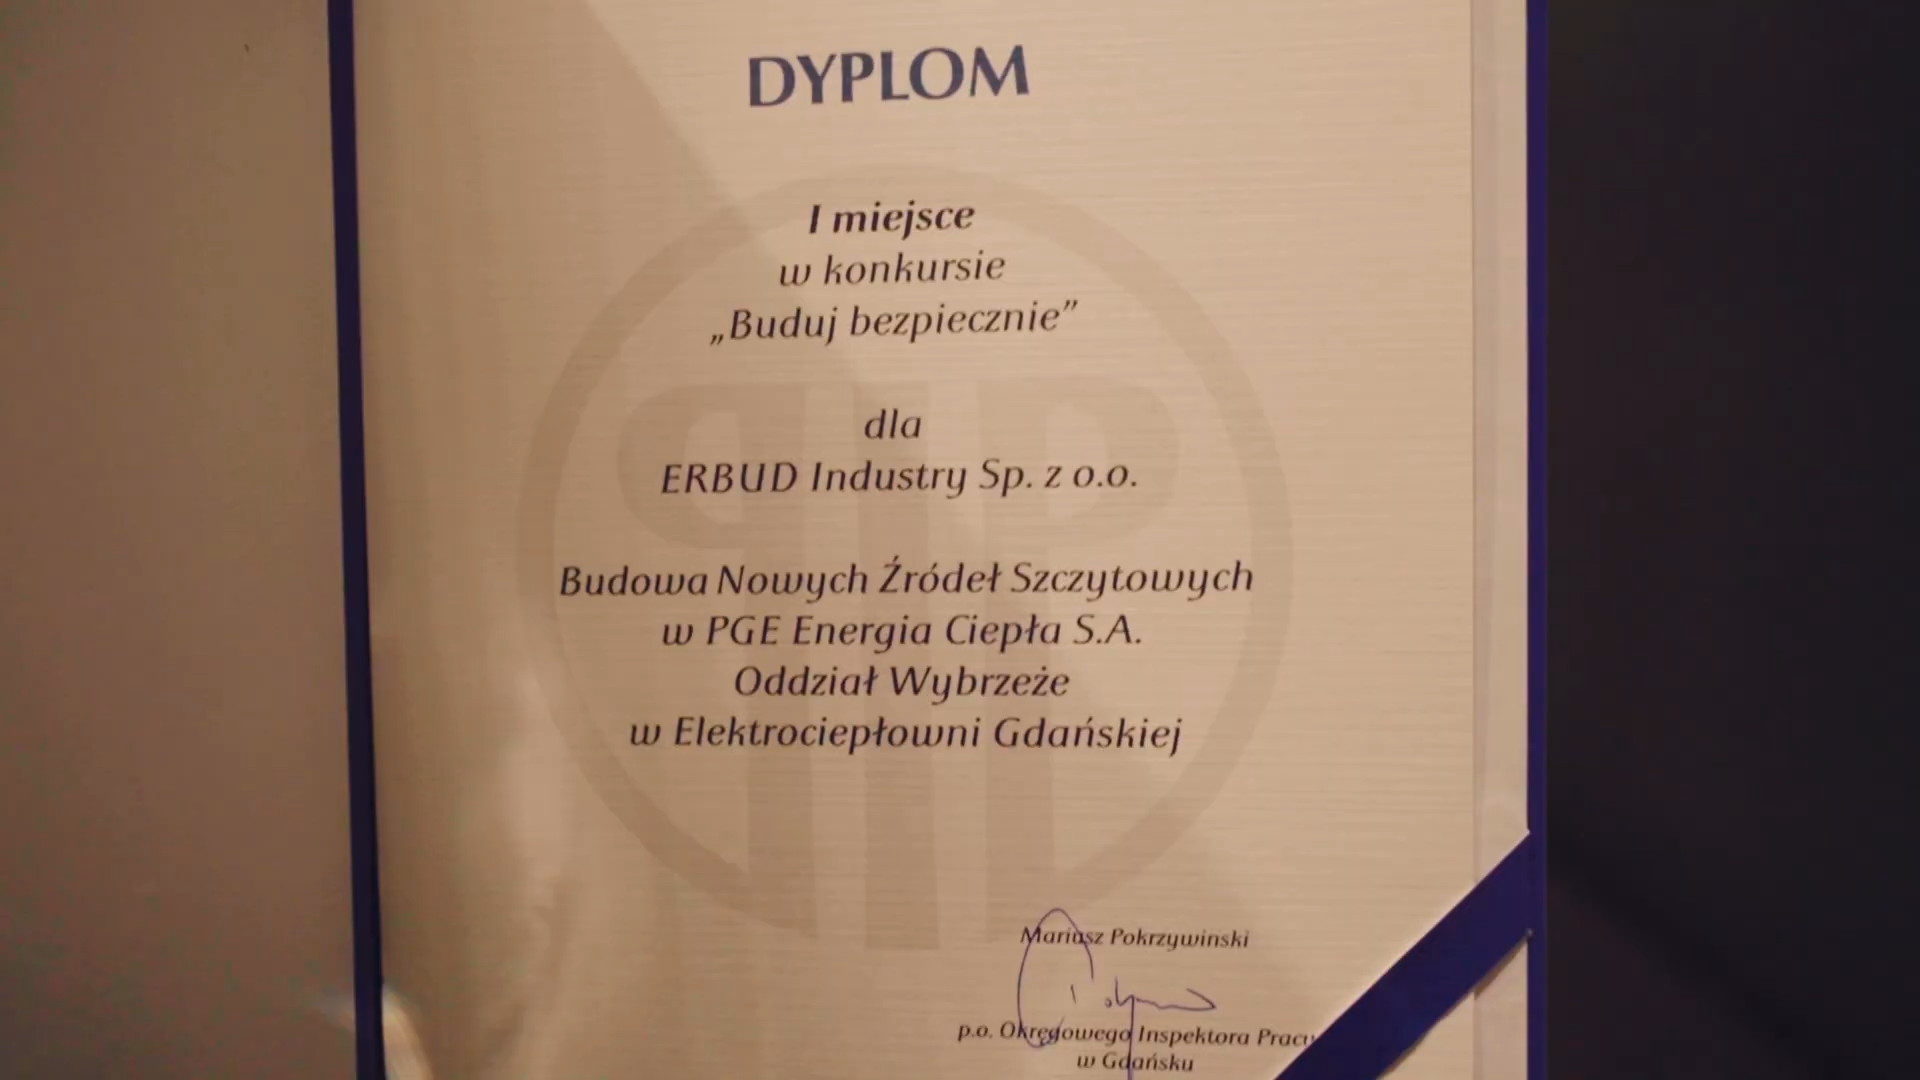 DYPLOM
I miejsce
w konkursie
„Buduj bezpiecznie”
dla
ERBUD Industry Sp. z o.o.
Budowa Nowych Źródeł Szczytowych
w PGE Energia Ciepła S.A.
Oddział Wybrzeże
w Elektrociepłowni Gdańskiej
Mariusz Pokrzywinski
p.o. Okręgowego Inspektora Pracy
w Gdańsku